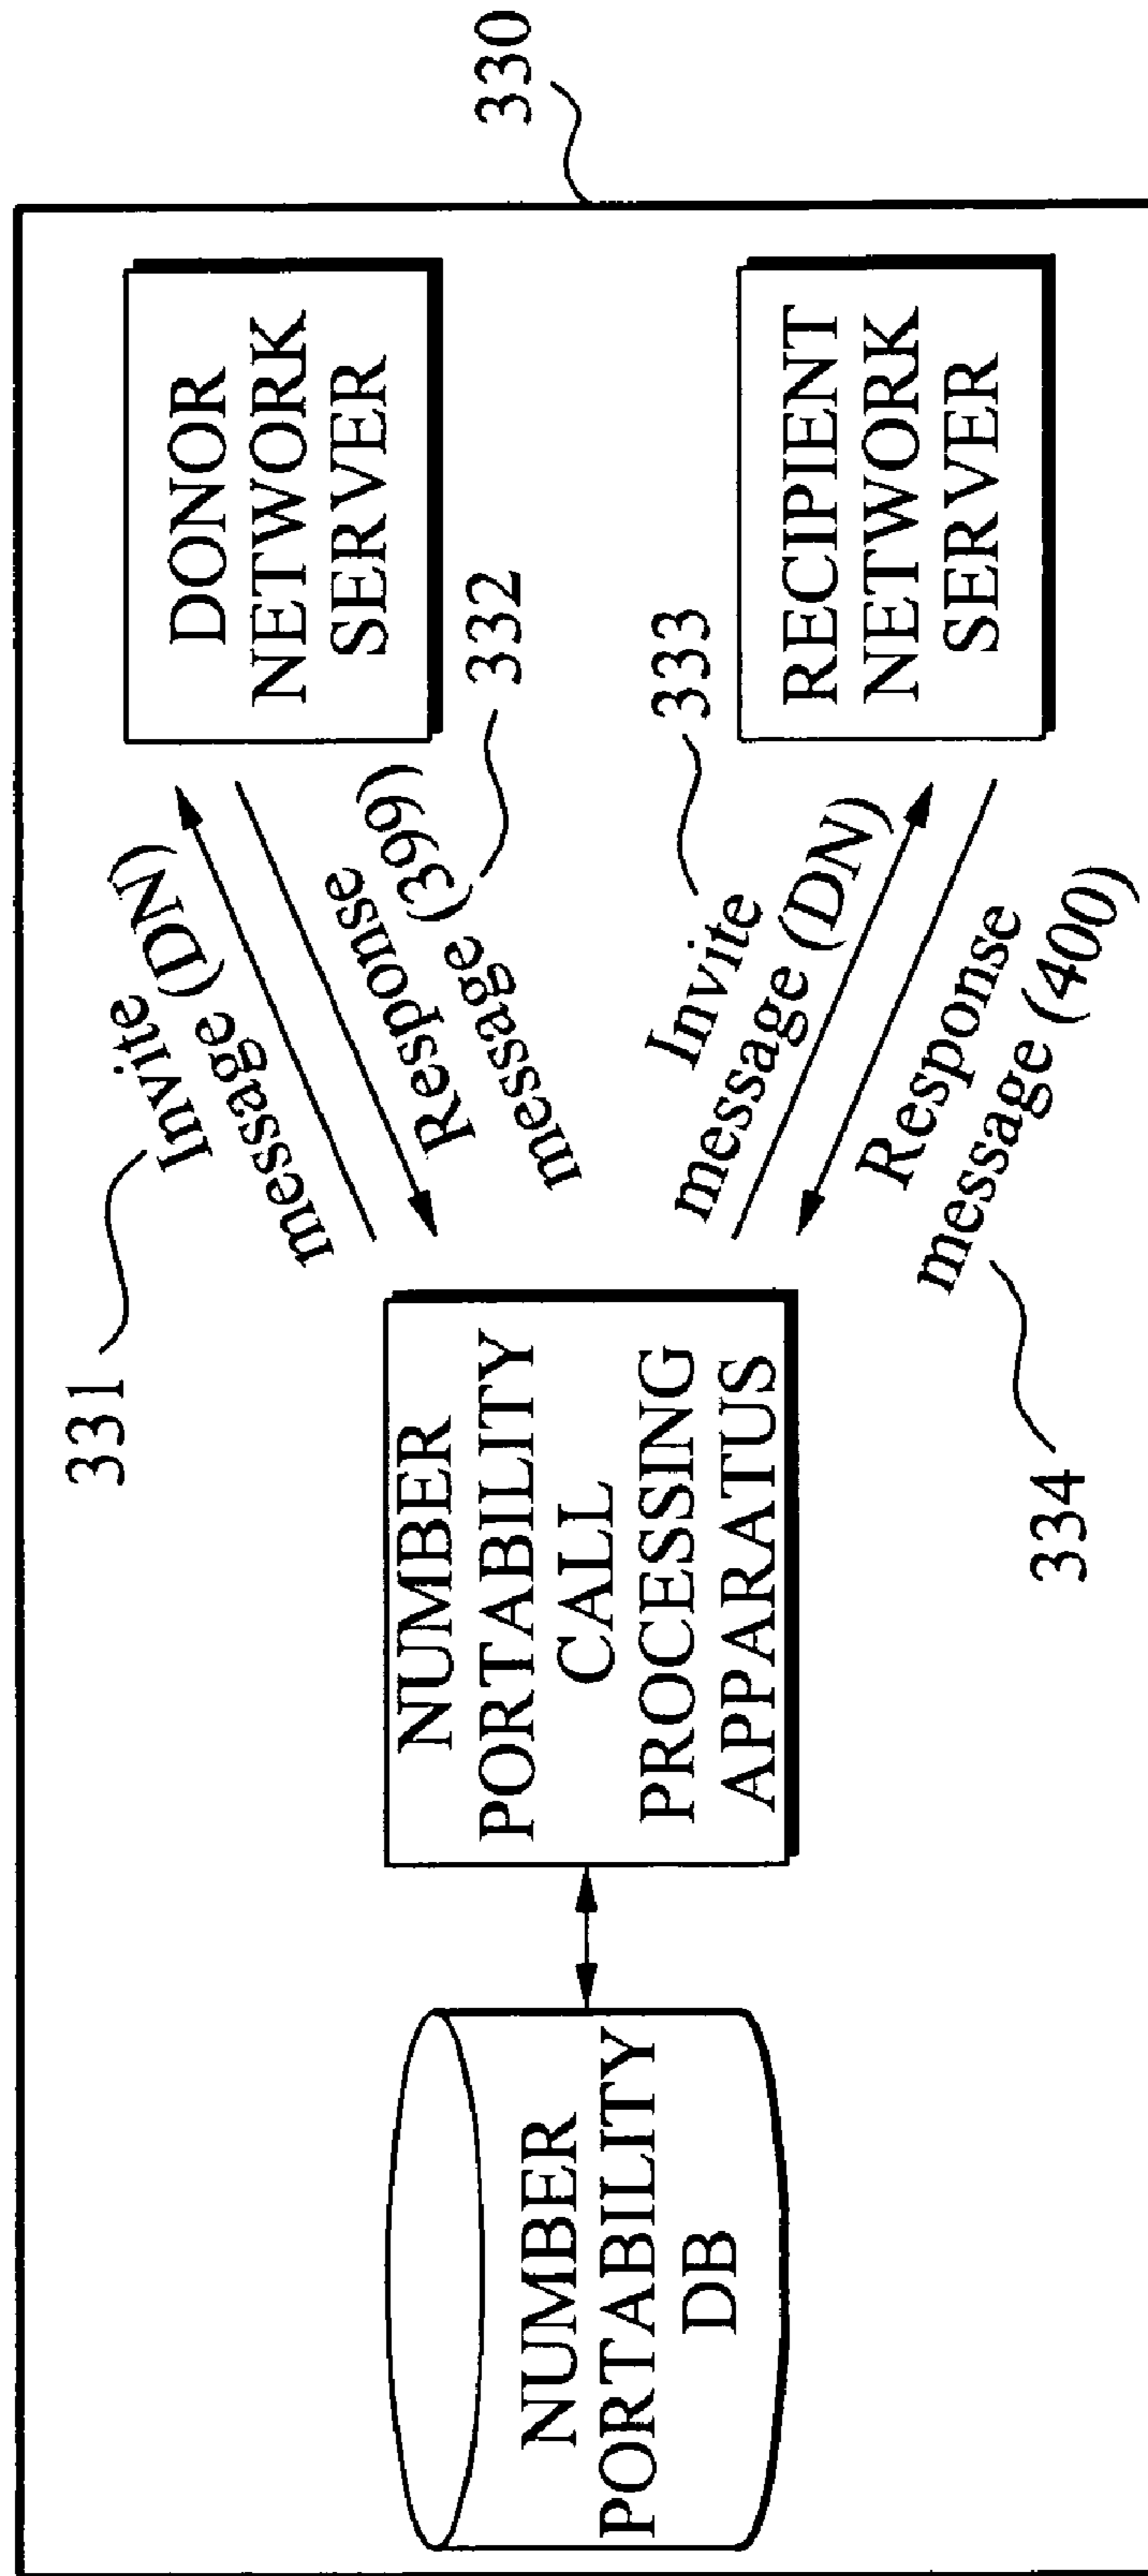 330
NUMBER
PORTABILITY
DB
NUMBER
PORTABILITY
CALL
PROCESSING
APPARATUS
331
Invite
message (DN)
Response
message (399)
332
DONOR
NETWORK
SERVER
333
Invite
message (DN)
Response
message (400)
334
RECIPIENT
NETWORK
SERVER